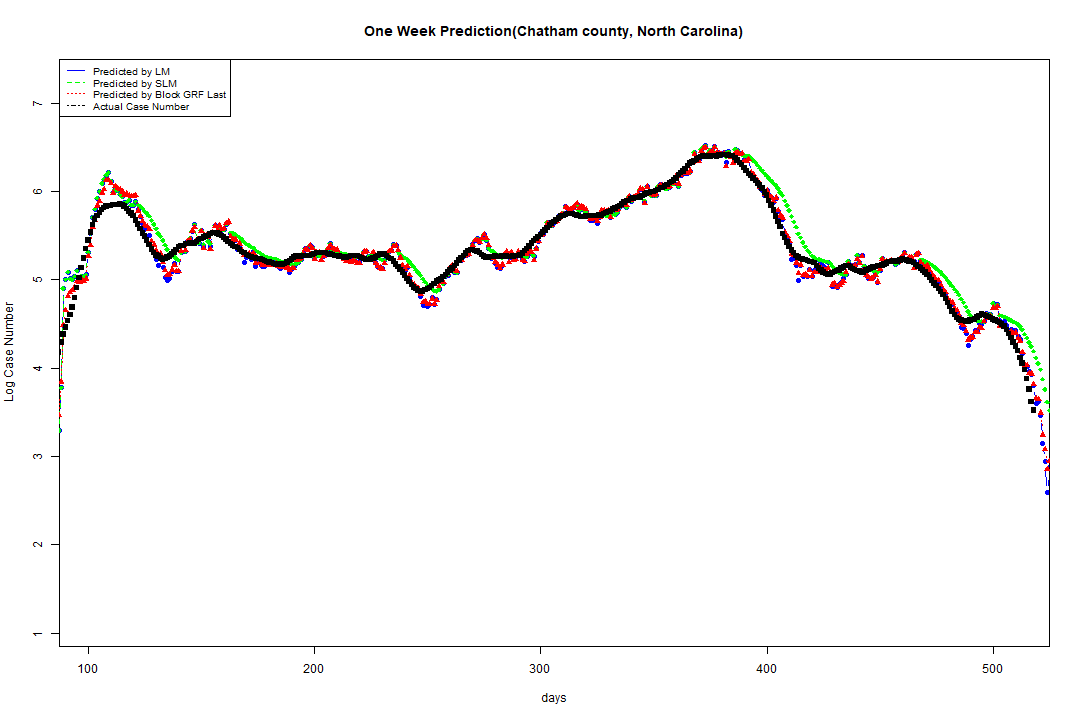 One Week Prediction(Chatham county, North Carolina)
Predicted by LM
Predicted by SLM
Predicted by Block GRF Last
Actual Case Number
7
6
5
4
3
2
1
Log Case Number
100 200 300 400 500
days